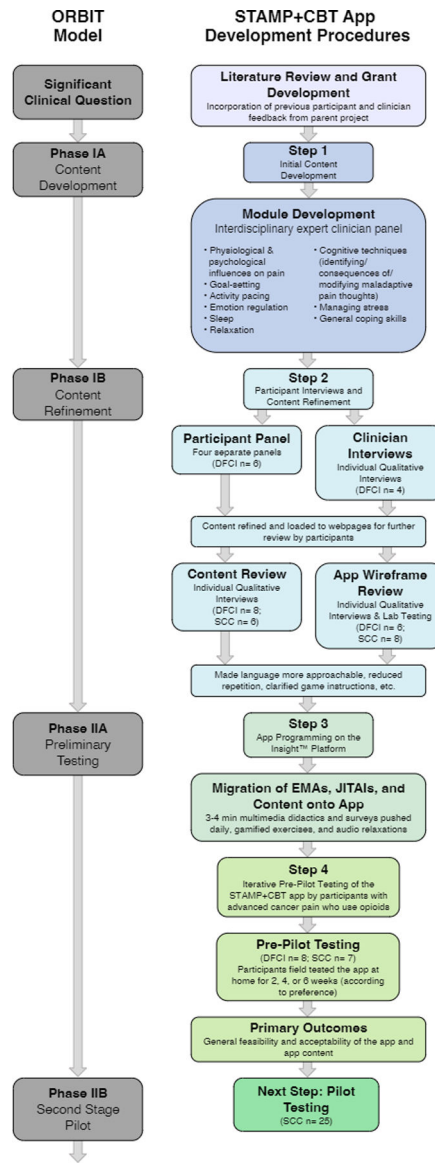 ORBIT
Model
STAMP+CBT App
Development Procedures
Significant
Clinical Question
Literature Review and Grant
Development
Incorporation of previous participant and clinician
feedback from parent project
Phase IA
Content
Development
Step 1
Initial Content
Development
Module Development
Interdisciplinary expert clinician panel
• Physiological &
psychological
influences on pain
• Goal-setting
• Activity pacing
• Emotion regulation
• Sleep
• Relaxation
• Cognitive techniques
(identifying/
consequences of/
modifying maladaptive
pain thoughts)
• Managing stress
• General coping skills
Phase IB
Content
Refinement
Step 2
Participant Interviews and
Content Refinement
Participant Panel
Four separate panels
(DFCI n= 6)
Clinician
Interviews
Individual Qualitative
Interviews
(DFCI n= 4)
Content refined and loaded to webpages for further
review by participants
Content Review
Individual Qualitative
Interviews
(DFCI n= 8;
SCC n= 6)
App Wireframe
Review
Individual Qualitative
Interviews & Lab Testing
(DFCI n= 6;
SCC n= 8)
Made language more approachable, reduced
repetition, clarified game instructions, etc.
Phase IIA
Preliminary
Testing
Step 3
App Programming on the
Insight™ Platform
Migration of EMAs, JITAIs, and
Content onto App
3-4 min multimedia didactics and surveys pushed
daily, gamified exercises, and audio relaxations
Step 4
Iterative Pre-Pilot Testing of the
STAMP+CBT app by participants with
advanced cancer pain who use opioids
Pre-Pilot Testing
(DFCI n= 8; SCC n= 7)
Participants field tested the app at
home for 2, 4, or 6 weeks (according
to preference)
Primary Outcomes
General feasibility and acceptability of the app and
app content
Phase IIB
Second Stage
Pilot
Next Step: Pilot
Testing
(SCC n= 25)